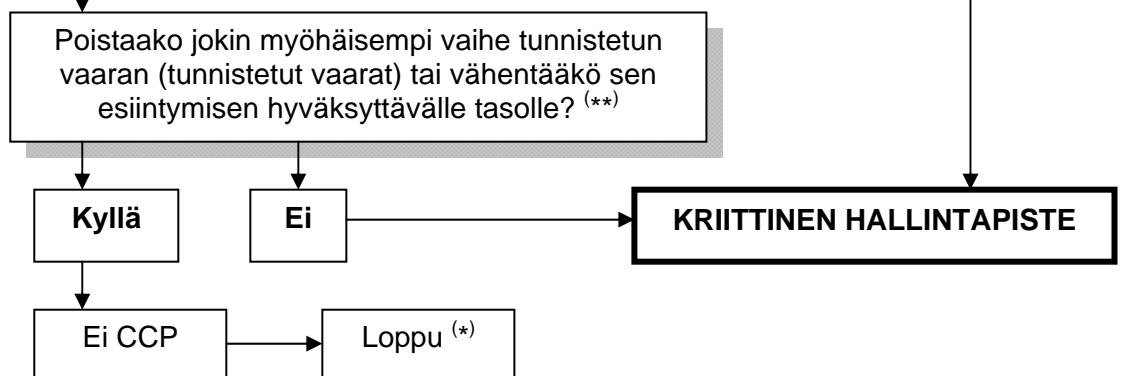 Poistaako jokin myöhäisempi vaihe tunnistetun
vaaran (tunnistetut vaarat) tai vähentääkö sen
esiintymisen hyväksyttävälle tasolle? (**)
Kyllä
Ei
KRIITTINEN HALLINTAPISTE
Ei CCP
Loppu (*)